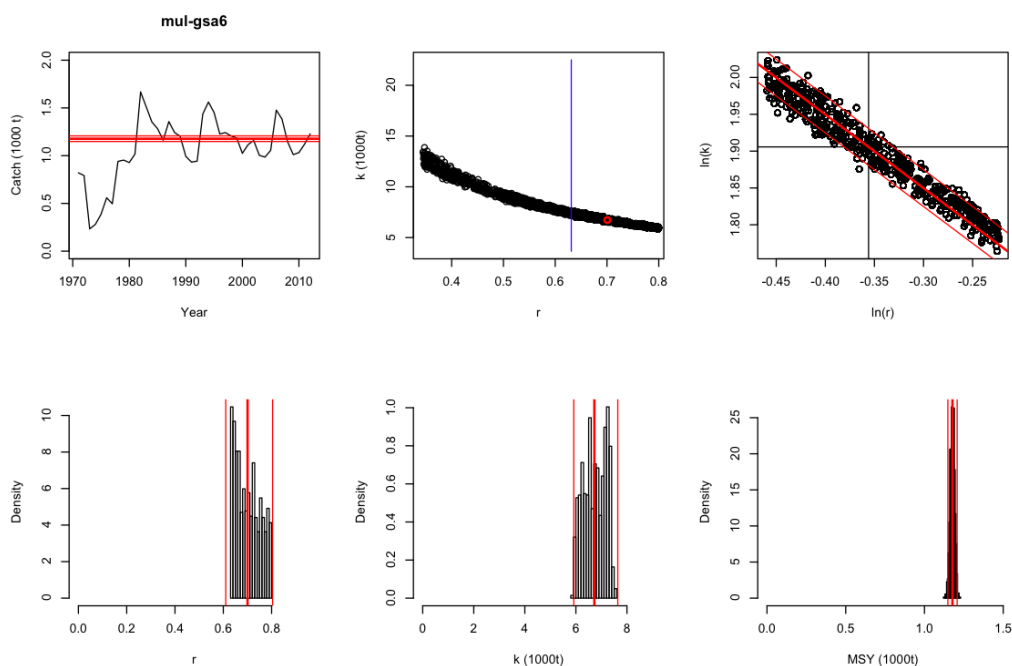 mul-gsa6
Catch (1000 t)
0.0 0.5 1.0 1.5 2.0
1970 1980 1990 2000 2010
Year
k (1000t)
5 10 15 20
0.4 0.5 0.6 0.7 0.8
r
ln(k)
1.80 1.85 1.90 1.95 2.00
-0.45 -0.40 -0.35 -0.30 -0.25
ln(r)
Density
0 2 4 6 8 10
0.0 0.2 0.4 0.6 0.8
r
Density
0.0 0.2 0.4 0.6 0.8 1.0
0 2 4 6 8
k (1000t)
Density
0 5 10 15 20 25
0.0 0.5 1.0 1.5
MSY (1000t)